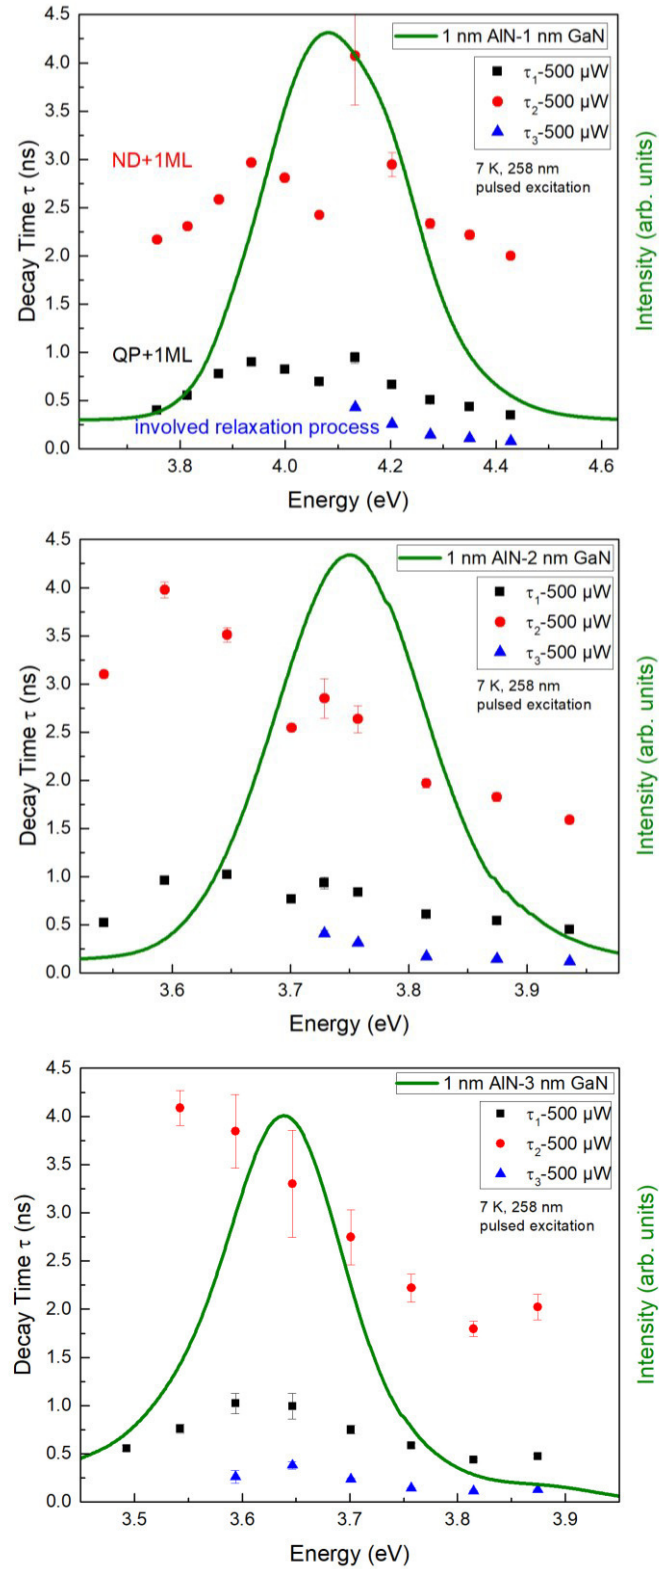 4.5
4.0
3.5
3.0
2.5
2.0
1.5
1.0
0.5
0.0
Decay Time τ (ns)
1 nm AlN-1 nm GaN
τ1-500 µW
τ2-500 µW
τ3-500 µW
7 K, 258 nm
pulsed excitation
ND+1ML
QP+1ML
involved relaxation process
Intensity (arb. units)
3.8 4.0 4.2 4.4 4.6
Energy (eV)
4.5
4.0
3.5
3.0
2.5
2.0
1.5
1.0
0.5
0.0
Decay Time τ (ns)
1 nm AlN-2 nm GaN
τ1-500 µW
τ2-500 µW
τ3-500 µW
7 K, 258 nm
pulsed excitation
Intensity (arb. units)
3.6 3.7 3.8 3.9
Energy (eV)
4.5
4.0
3.5
3.0
2.5
2.0
1.5
1.0
0.5
0.0
Decay Time τ (ns)
1 nm AlN-3 nm GaN
τ1-500 µW
τ2-500 µW
τ3-500 µW
7 K, 258 nm
pulsed excitation
Intensity (arb. units)
3.5 3.6 3.7 3.8 3.9
Energy (eV)